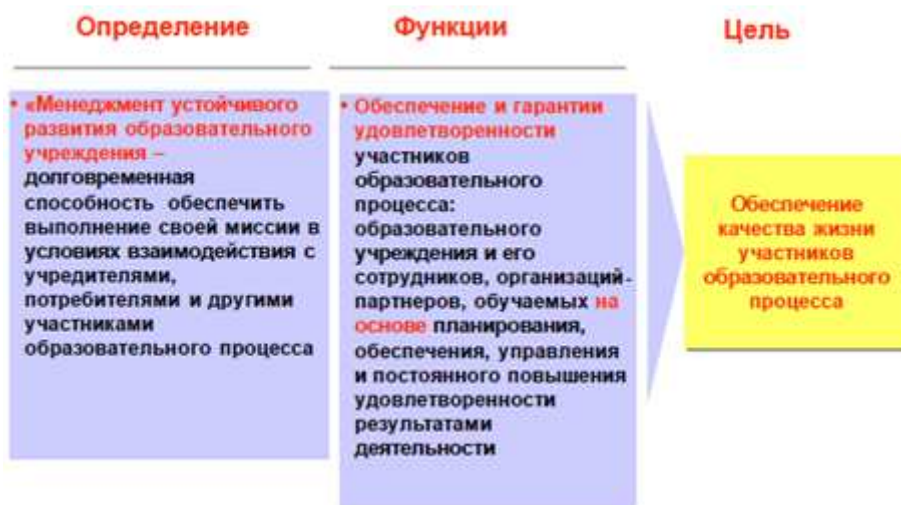 Определение
Функции
Цель
• «Менеджмент устойчивого
развития образовательного
учреждения –
долговременная
способность обеспечить
выполнение своей миссии в
условиях взаимодействия с
учредителями,
потребителями и другими
участниками
образовательного процесса
• Обеспечение и гарантии
удовлетворенности
участников
образовательного
процесса:
образовательного
учреждения и его
сотрудников, организаций-
партнеров, обучаемых на
основе планирования,
обеспечения, управления
и постоянного повышения
удовлетворенности
результатами
деятельности
Обеспечение
качества жизни
участников
образовательного
процесса